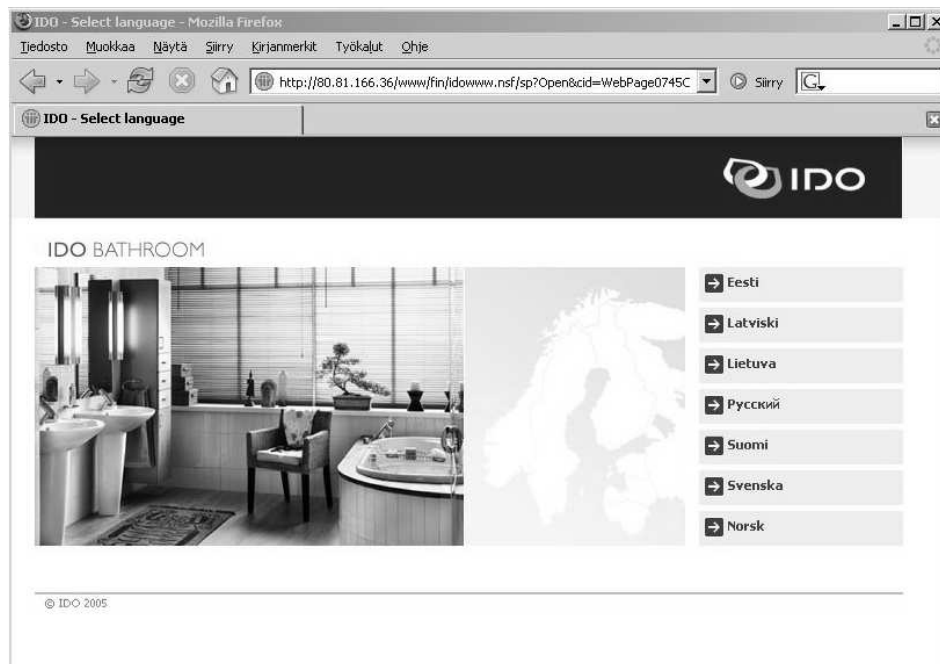 IDO - Select language - Mozilla Firefox
Tiedosto Muokkaa Näytä Siirry Kirjanmerkit Työkalut Ohje
http://80.81.166.36/www/fin/idowww.nsf/sp?Open&cid=WebPage0745C Siirry G
IDO - Select language
IDO
IDO BATHROOM
Eesti
Latviski
Lietuva
Русский
Suomi
Svenska
Norsk
© IDO 2005